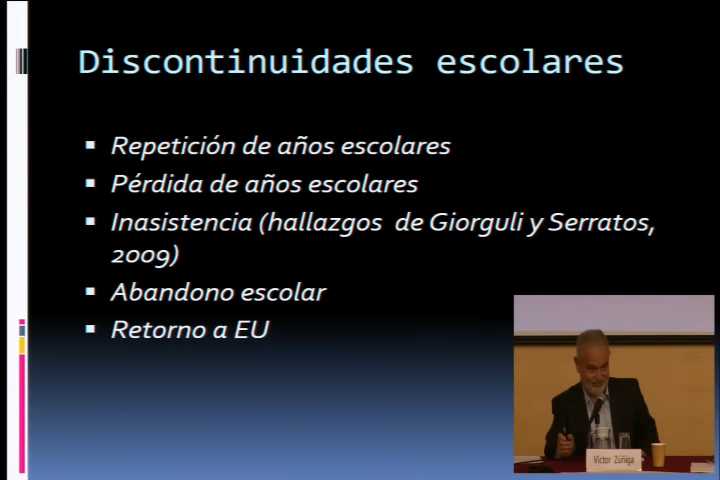 Discontinuidades escolares
Repetición de años escolares
Pérdida de años escolares
Inasistencia (hallazgos de Giorguli y Serratos,
2009)
Abandono escolar
Retorno a EU
Víctor Zúñiga